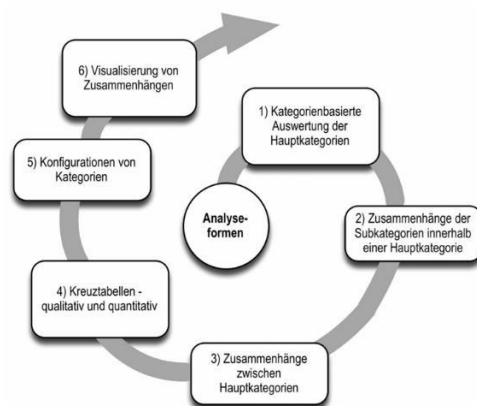 6) Visualisierung von
Zusammenhängen
1) Kategorienbasierte
Auswertung der
Hauptkategorien
5) Konfigurationen von
Kategorien
Analyse-
formen
2) Zusammenhänge der
Subkategorien innerhalb
einer Hauptkategorie
4) Kreuztabellen -
qualitativ und quantitativ
3) Zusammenhänge
zwischen
Hauptkategorien